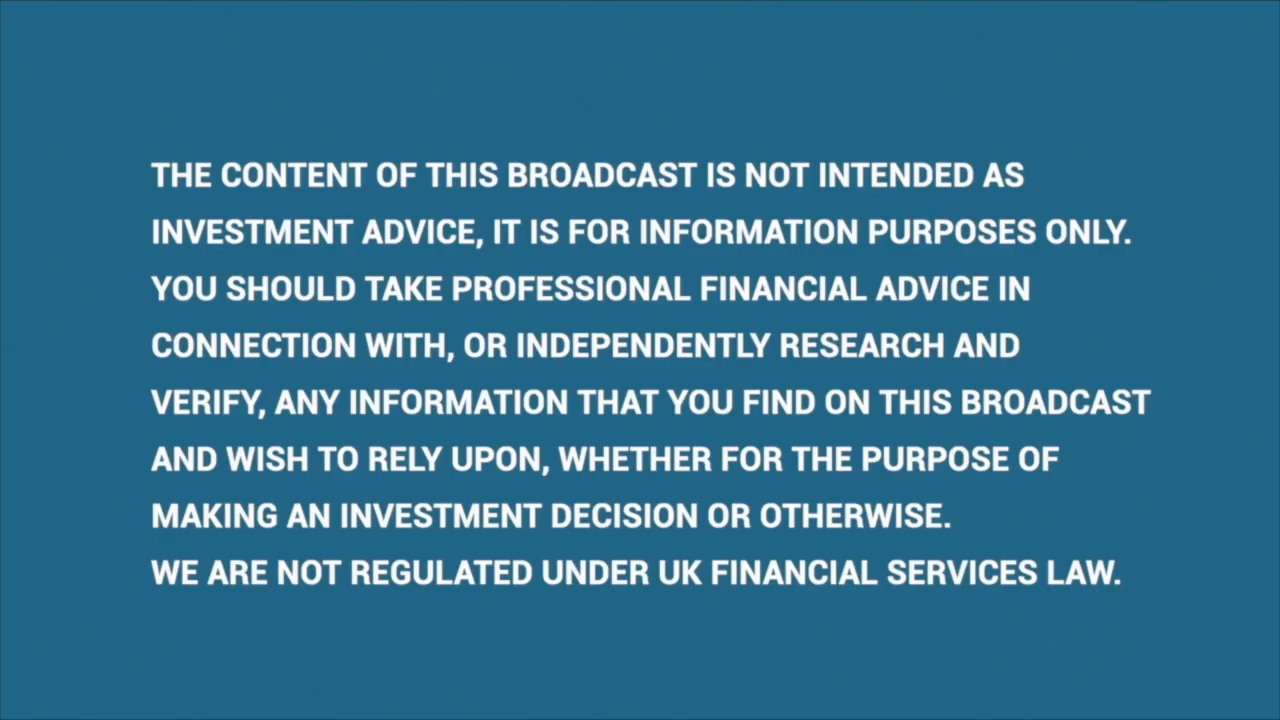 THE CONTENT OF THIS BROADCAST IS NOT INTENDED AS
INVESTMENT ADVICE, IT IS FOR INFORMATION PURPOSES ONLY.
YOU SHOULD TAKE PROFESSIONAL FINANCIAL ADVICE IN
CONNECTION WITH, OR INDEPENDENTLY RESEARCH AND
VERIFY, ANY INFORMATION THAT YOU FIND ON THIS BROADCAST
AND WISH TO RELY UPON, WHETHER FOR THE PURPOSE OF
MAKING AN INVESTMENT DECISION OR OTHERWISE.
WE ARE NOT REGULATED UNDER UK FINANCIAL SERVICES LAW.